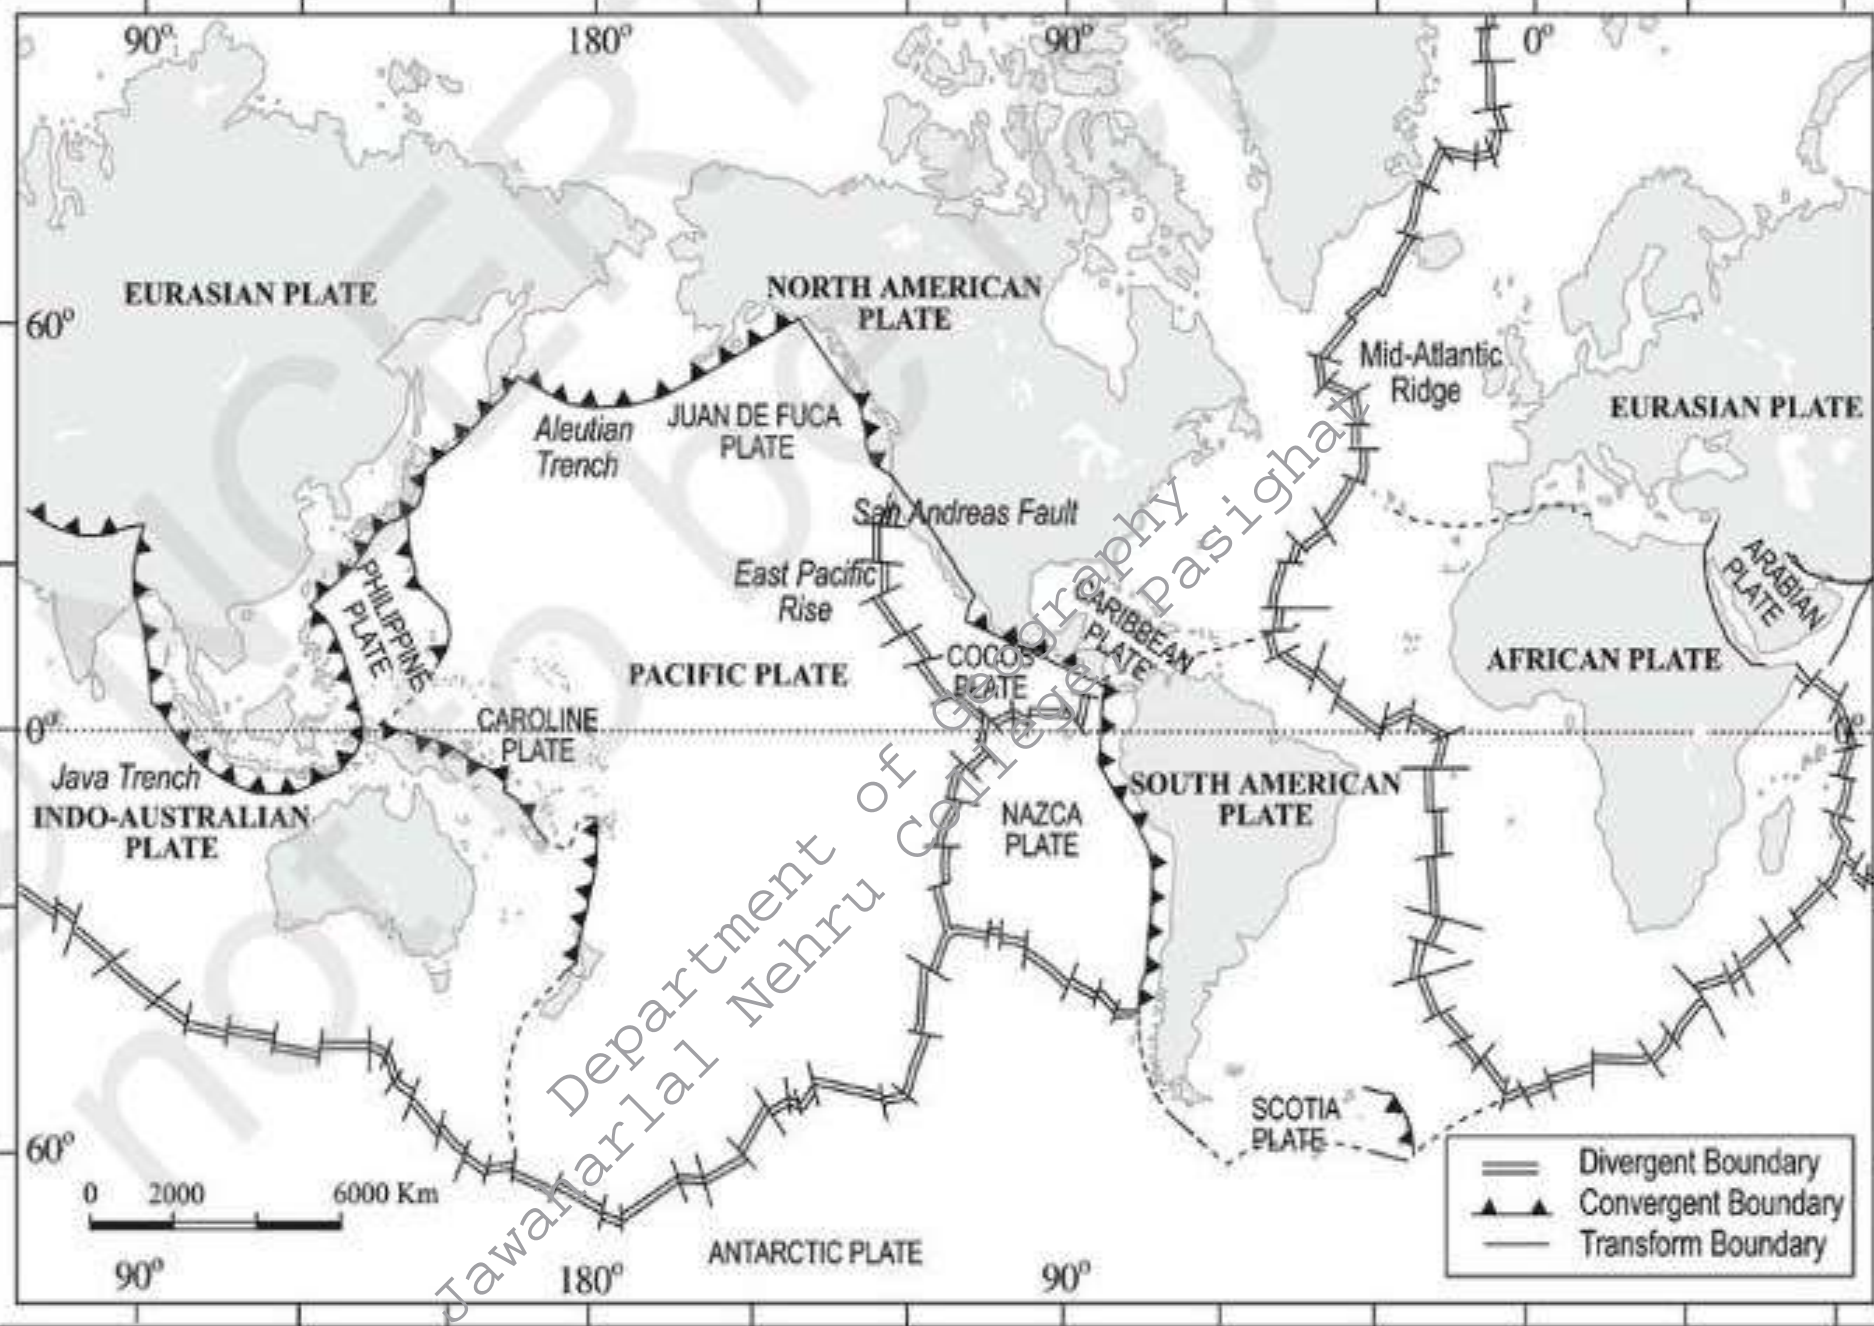 90°
180°
90°
0°
EURASIAN PLATE
NORTH AMERICAN
PLATE
60°
Mid-Atlantic
Ridge
EURASIAN PLATE
Aleutian
Trench
JUAN DE FUCA
PLATE
San Andreas Fault
East Pacific
Rise
PHILIPPINE
PLATE
CARIBBEAN
PLATE
ARABIAN
PLATE
COCOS
PLATE
PACIFIC PLATE
AFRICAN PLATE
CAROLINE
PLATE
0°
0°
Java Trench
INDO-AUSTRALIAN
PLATE
SOUTH AMERICAN
PLATE
NAZCA
PLATE
Department of Geography
Jawaharlal Nehru College, Pasighat
SCOTIA
PLATE
60°
0 2000 6000 Km
Divergent Boundary
Convergent Boundary
Transform Boundary
ANTARCTIC PLATE
90°
180°
90°